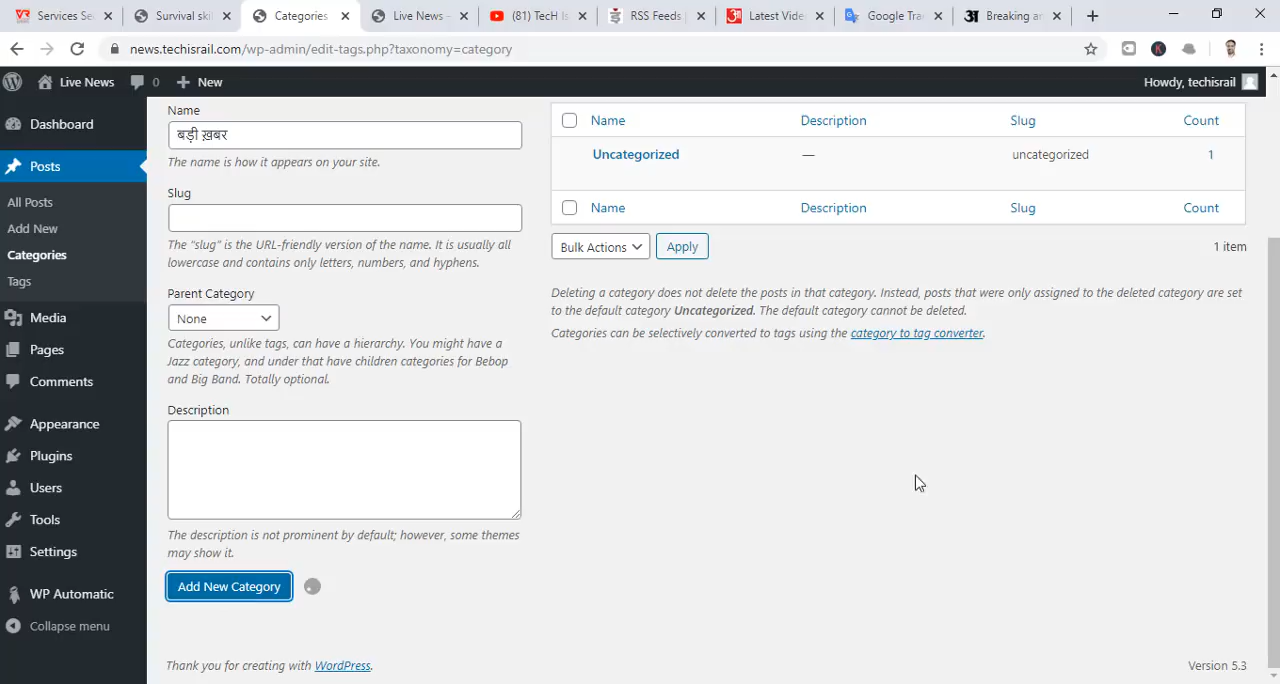 Services Se
Survival ski
Categories
Live News –
(81) TecH Is
RSS Feeds
Latest Vide
Google Tra
Breaking an
news.techisrail.com/wp-admin/edit-tags.php?taxonomy=category
Live News
0
New
Howdy, techisrail
Dashboard
Posts
All Posts
Add New
Categories
Tags
Media
Pages
Comments
Appearance
Plugins
Users
Tools
Settings
WP Automatic
Collapse menu
Name
बड़ी ख़बर
The name is how it appears on your site.
Slug
The “slug” is the URL-friendly version of the name. It is usually all
lowercase and contains only letters, numbers, and hyphens.
Parent Category
None
Categories, unlike tags, can have a hierarchy. You might have a
Jazz category, and under that have children categories for Bebop
and Big Band. Totally optional.
Description
The description is not prominent by default; however, some themes
may show it.
Add New Category
Name Description Slug Count
Uncategorized — uncategorized 1
Name Description Slug Count
Bulk Actions Apply 1 item
Deleting a category does not delete the posts in that category. Instead, posts that were only assigned to the deleted category are set
to the default category Uncategorized. The default category cannot be deleted.
Categories can be selectively converted to tags using the category to tag converter.
Thank you for creating with WordPress.
Version 5.3